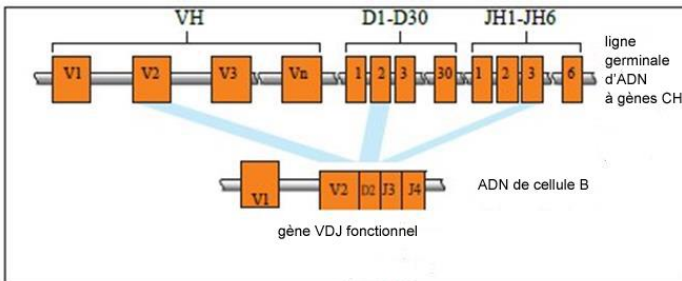 VH D1-D30 JH1-JH6
V1 V2 V3 Vn 1 2 3 30 1 2 3 6
ligne
germinale
d'ADN
à gènes CH
V1 V2 D2 J3 J4
ADN de cellule B
gène VDJ fonctionnel